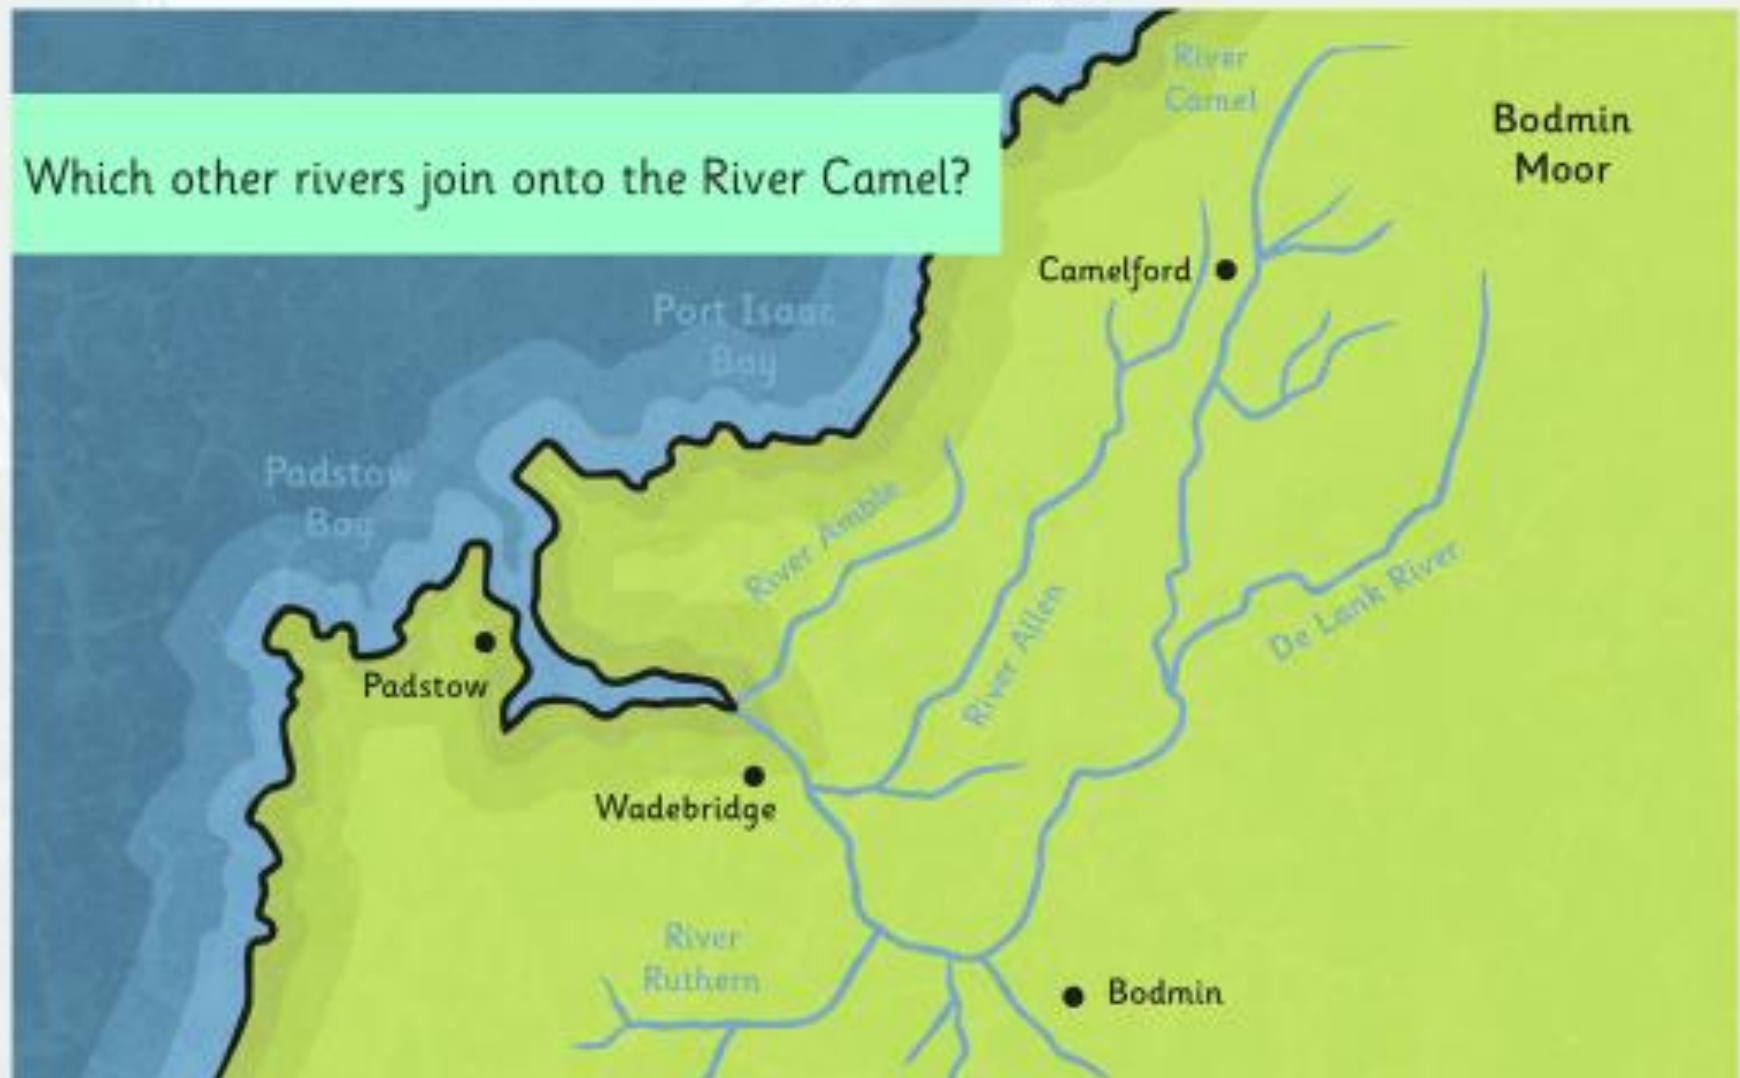 River
Camel
Bodmin
Moor
Which other rivers join onto the River Camel?
Camelford
Port Isaac
Bay
Padstow
Bay
River Amble
River Allen
De Lank River
Padstow
Wadebridge
River
Ruthern
Bodmin